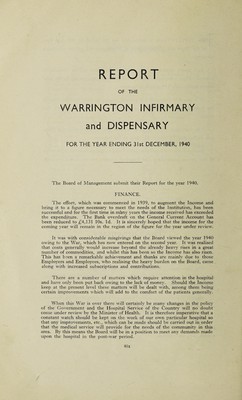 REPORT
OF THE
WARRINGTON INFIRMARY
and DISPENSARY
FOR THE YEAR ENDING 31st DECEMBER, 1940
The Board of Management submit their Report for the year 1940.
FINANCE.
The effort, which was commenced in 1939, to augment the Income and
bring it to a figure necessary to meet the needs of the Institution, has been
successful and for the first time in many years the income received has exceeded
the expenditure. The Bank overdraft on the General Current Account has
been reduced to 10s. 1d. It is sincerely hoped that the income for the
coming year will remain in the region of the figure for the year under review.
It was with considerable misgivings that the Board viewed the year 1940
owing to the War, which has now entered on the second year. It was realised
that costs generally would increase beyond the already heavy rises in a great
number of commodities, and whilst this has been so the Income has also risen.
This has been a remarkable achievement and thanks are mainly due to those
Employers and Employees, who realising the heavy burden on the Board, came
along with increased subscriptions and contributions.
There are a number of matters which require attention in the hospital
and have only been put back owing to the lack of money. Should the Income
keep at the present level these matters will be dealt with, among them being
certain improvements which will add to the comfort of the patients generally.
When this War is over there will certainly be some changes in the policy
of the Government and the Hospital Service of the Country will no doubt
come under review by the Minister of Health. It is therefore imperative that a
constant watch should be kept on the work of our own particular hospital so
that any improvements, etc., which can be made should be carried out in order
that the medical service will provide for the needs of the community in this
area. By this means the Board will be in a position to meet any demands made
upon the hospital in the post-war period.